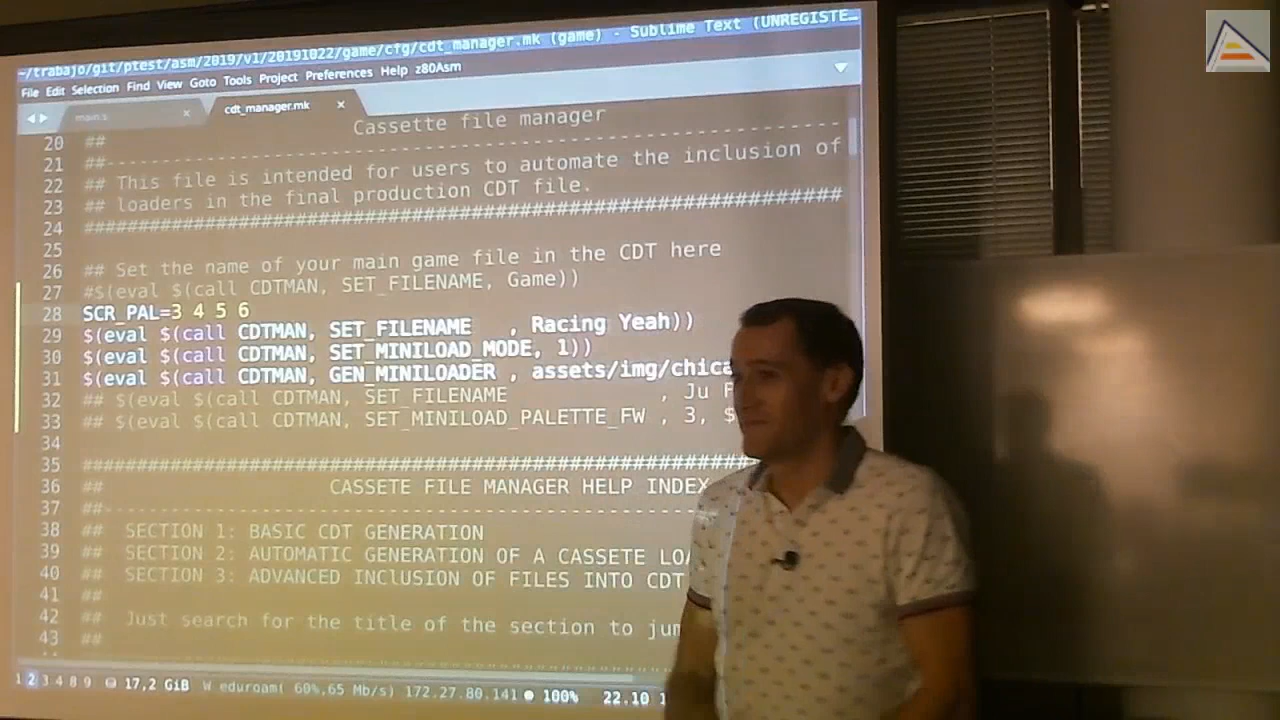 ~/trabajo/git/ptest/asm/2019/v1/20191022/game/cfg/cdt_manager.mk (game) - Sublime Text (UNREGISTE…
File Edit Selection Find View Goto Tools Project Preferences Help z80Asm
main.s × cdt_manager.mk ×
20 ## Cassette file manager
21 ##------------------------------------------------------------------------
22 ## This file is intended for users to automate the inclusion of
23 ## loaders in the final production CDT file.
24 ##########################################################################
25
26 ## Set the name of your main game file in the CDT here
27 #$(eval $(call CDTMAN, SET_FILENAME, Game))
28 SCR_PAL=3 4 5 6
29 $(eval $(call CDTMAN, SET_FILENAME , Racing Yeah))
30 $(eval $(call CDTMAN, SET_MINILOAD_MODE, 1))
31 $(eval $(call CDTMAN, GEN_MINILOADER , assets/img/chica
32 ## $(eval $(call CDTMAN, SET_FILENAME , Ju
33 ## $(eval $(call CDTMAN, SET_MINILOAD_PALETTE_FW , 3, $
34
35 ##########################################################################
36 ## CASSETE FILE MANAGER HELP INDEX
37 ##------------------------------------------------------------------------
38 ## SECTION 1: BASIC CDT GENERATION
39 ## SECTION 2: AUTOMATIC GENERATION OF A CASSETE LOA
40 ## SECTION 3: ADVANCED INCLUSION OF FILES INTO CDT
41 ##
42 ## Just search for the title of the section to jum
43 ##
1 2 3 4 8 9 17,2 GiB W eduroam( 60%,65 Mb/s) 172.27.80.141 100% 22.10